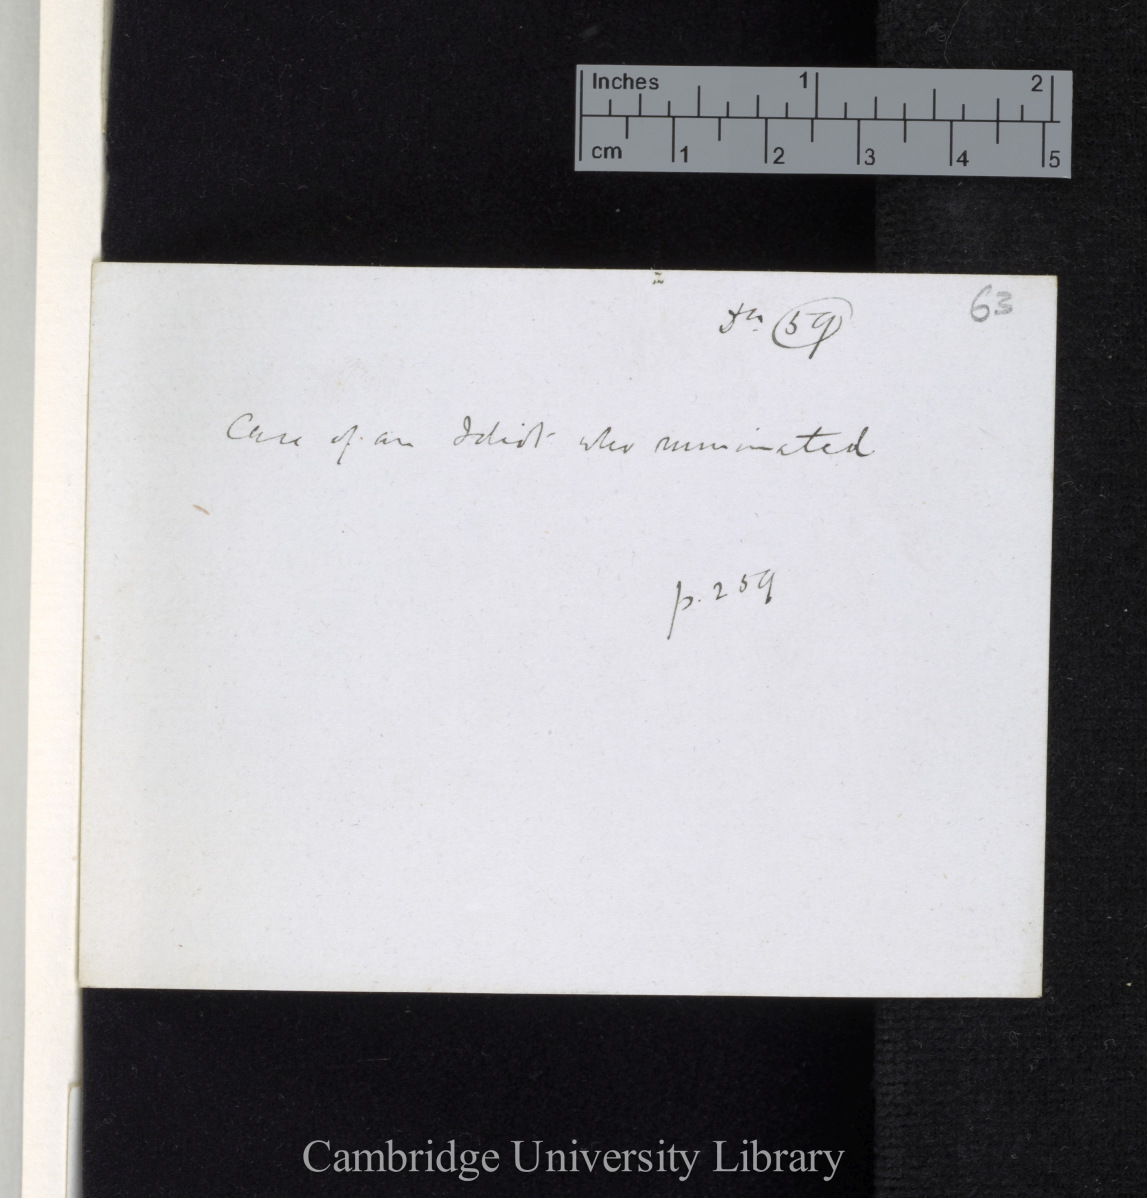 Inches 1 2
cm 1 2 3 4 5
63
59
Case of an Idiot who ruminated
p. 259
Cambridge University Library